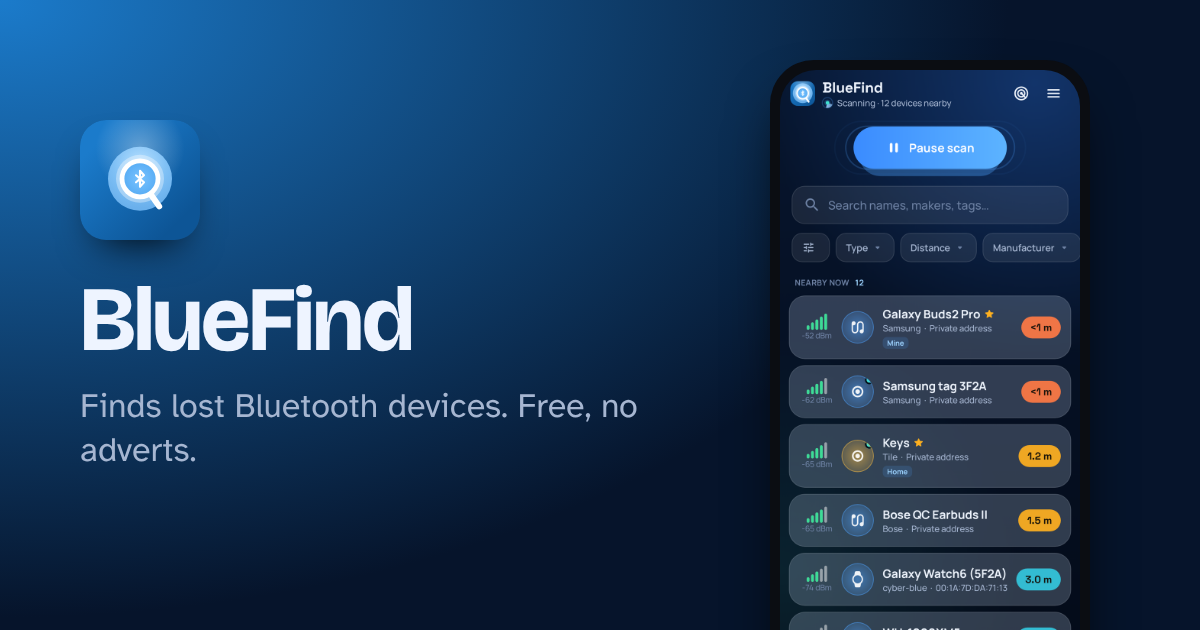 BlueFind
Finds lost Bluetooth devices. Free, no
adverts.
BlueFind
Scanning · 12 devices nearby
Pause scan
Search names, makers, tags...
Type
Distance
Manufacturer
NEARBY NOW 12
Galaxy Buds2 Pro
Samsung · Private address
Mine
-52 dBm
<1 m
Samsung tag 3F2A
Samsung · Private address
-62 dBm
<1 m
Keys
Tile · Private address
Home
-65 dBm
1.2 m
Bose QC Earbuds II
Bose · Private address
-65 dBm
1.5 m
Galaxy Watch6 (5F2A)
cyber-blue · 00:1A:7D:DA:71:13
-74 dBm
3.0 m